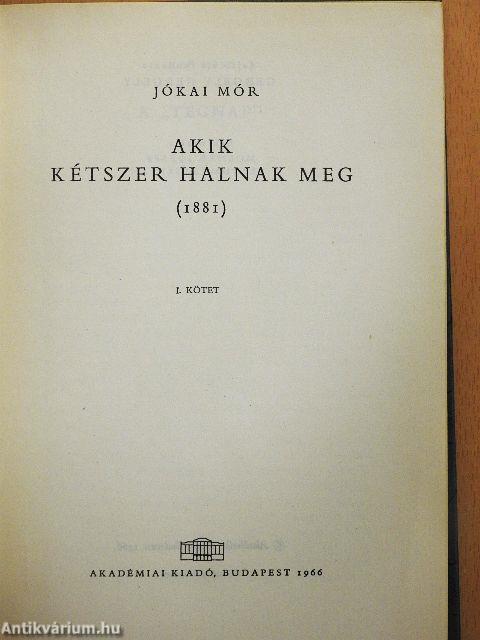 JÓKAI MÓR
AKIK
KÉTSZER HALNAK MEG
(1881)
I. KÖTET
AKADÉMIAI KIADÓ, BUDAPEST 1966
Antikvárium.hu